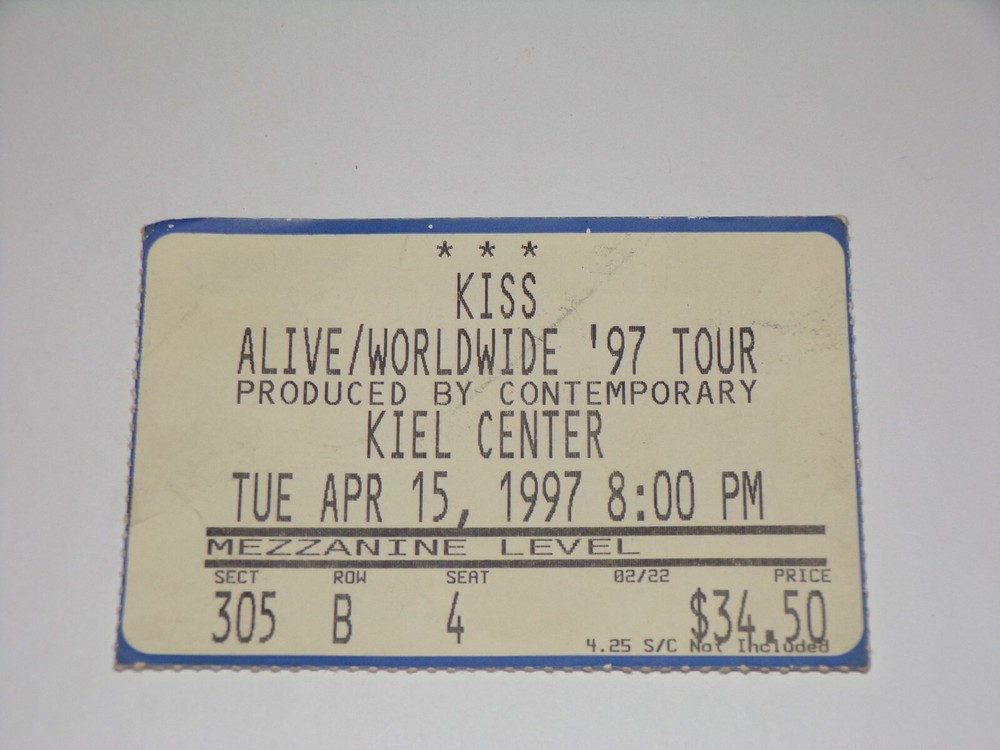 * * *
KISS
ALIVE/WORLDWIDE '97 TOUR
PRODUCED BY CONTEMPORARY
KIEL CENTER
TUE APR 15, 1997 8:00 PM
MEZZANINE LEVEL
SECT ROW SEAT 02/22 PRICE
305 B 4 $34.50
4.25 S/C Not Included